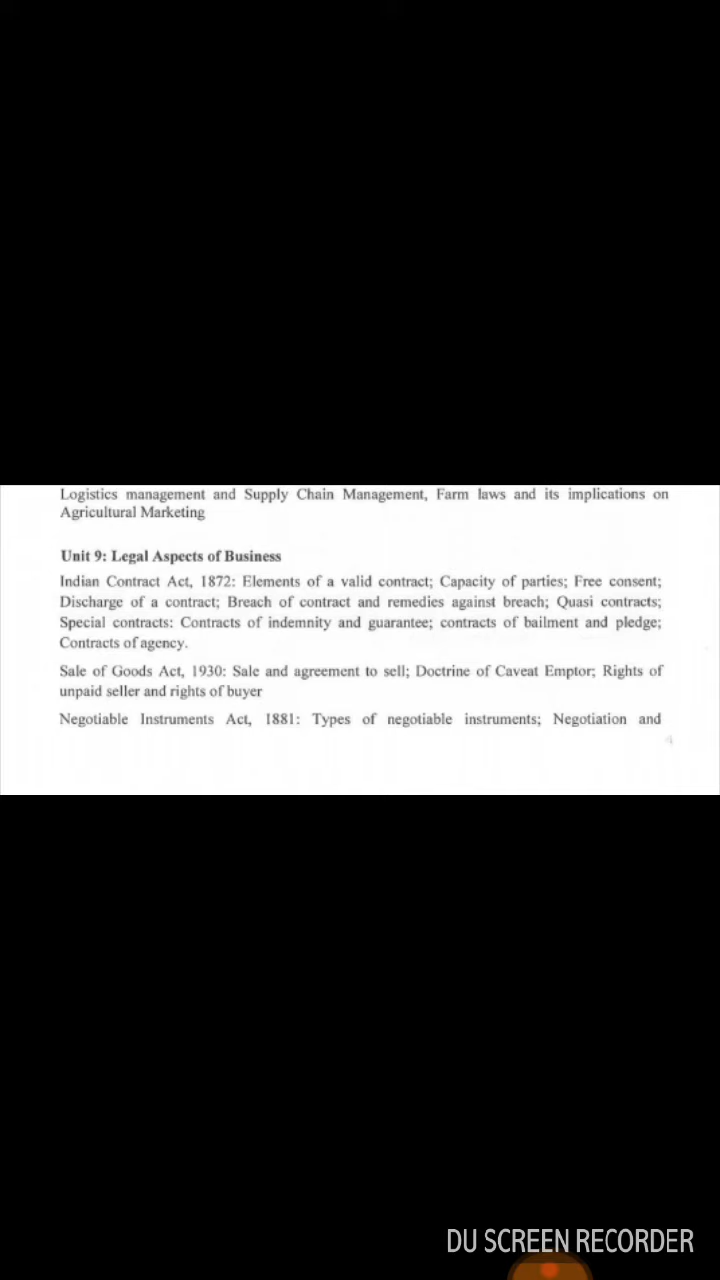 Logistics management and Supply Chain Management, Farm laws and its implications on
Agricultural Marketing
Unit 9: Legal Aspects of Business
Indian Contract Act, 1872: Elements of a valid contract; Capacity of parties; Free consent;
Discharge of a contract; Breach of contract and remedies against breach; Quasi contracts;
Special contracts: Contracts of indemnity and guarantee; contracts of bailment and pledge;
Contracts of agency.
Sale of Goods Act, 1930: Sale and agreement to sell; Doctrine of Caveat Emptor; Rights of
unpaid seller and rights of buyer
Negotiable Instruments Act, 1881: Types of negotiable instruments; Negotiation and
4
DU SCREEN RECORDER